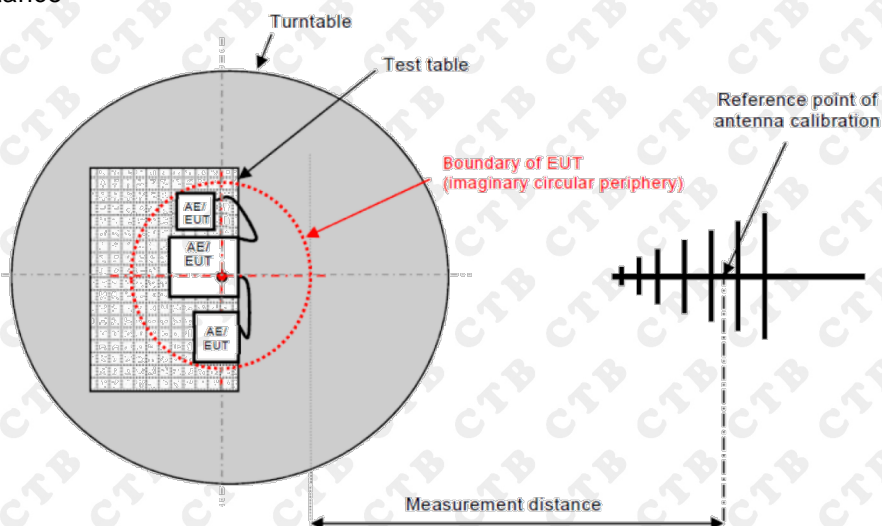 Turntable
Test table
Reference point of
antenna calibration
Boundary of EUT
(imaginary circular periphery)
AE/
EUT
AE/
EUT
AE/
EUT
Measurement distance